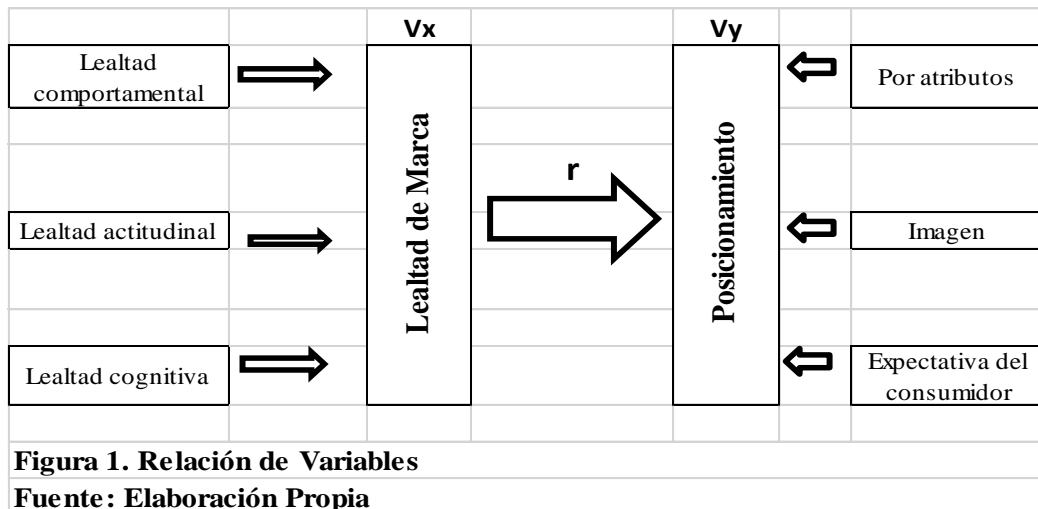 Vx
Vy
Lealtad
comportamental
Lealtad actitudinal
Lealtad cognitiva
Lealtad de Marca
r
Posicionamiento
Por atributos
Imagen
Expectativa del
consumidor
Figura 1. Relación de Variables
Fuente: Elaboración Propia